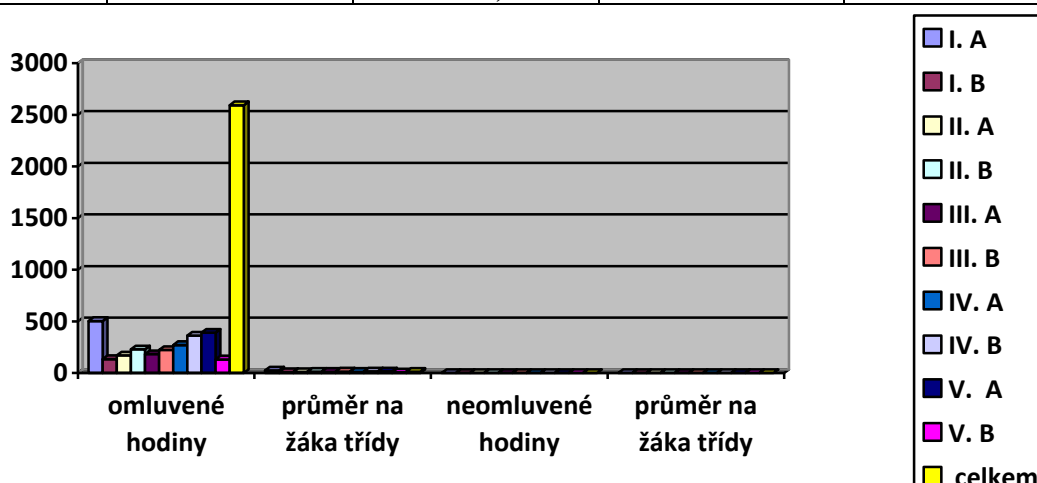 3000
2500
2000
1500
1000
500
0
omluvené hodiny
průměr na žáka třídy
neomluvené hodiny
průměr na žáka třídy
I. A
I. B
II. A
II. B
III. A
III. B
IV. A
IV. B
V. A
V. B
celkem